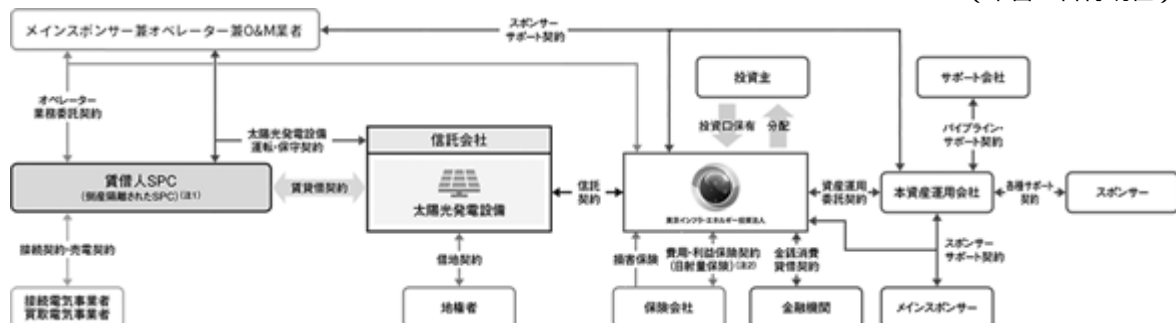 メインスポンサー兼オペレーター兼O&M業者
スポンサー
サポート契約
投資主
サポート会社
オペレーター
業務委託契約
太陽光発電設備
運転・保守契約
信託会社
投資口保有
分配
パイプライン・
サポート契約
賃借人SPC
(倒産隔離されたSPC)(注1)
賃貸借契約
太陽光発電設備
信託
契約
東京インフラ・エネルギー投資法人
資産運用
委託契約
本資産運用会社
各種サポート
契約
スポンサー
接続契約・売電契約
借地契約
損害保険
費用・利益保険契約
(日射量保険)(注2)
金銭消費
貸借契約
スポンサー
サポート契約
接続電気事業者
買取電気事業者
地権者
保険会社
金融機関
メインスポンサー